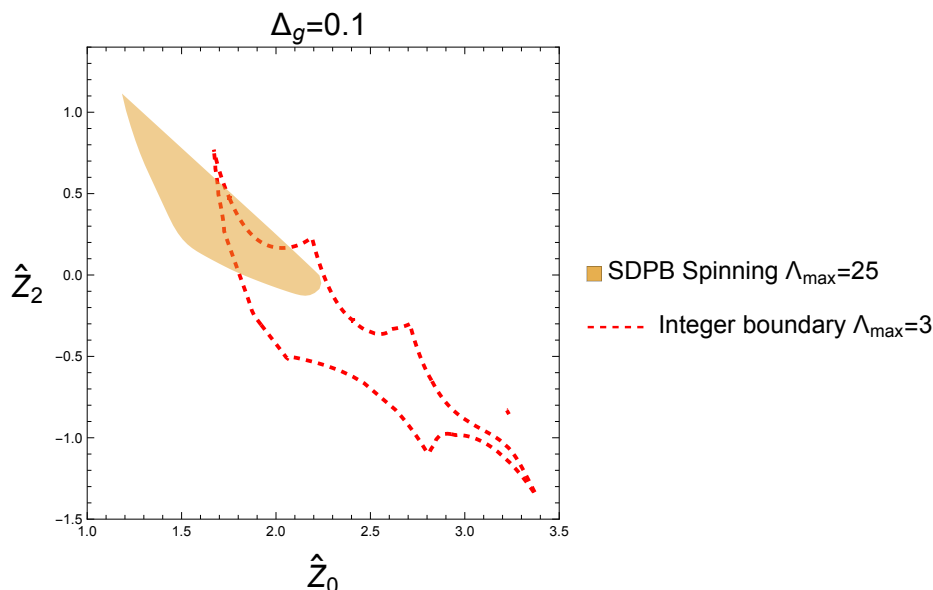 Δg=0.1
1.0
0.5
0.0
−0.5
−1.0
−1.5
Ẑ2
1.0 1.5 2.0 2.5 3.0 3.5
Ẑ0
SDPB Spinning Λmax=25
Integer boundary Λmax=3